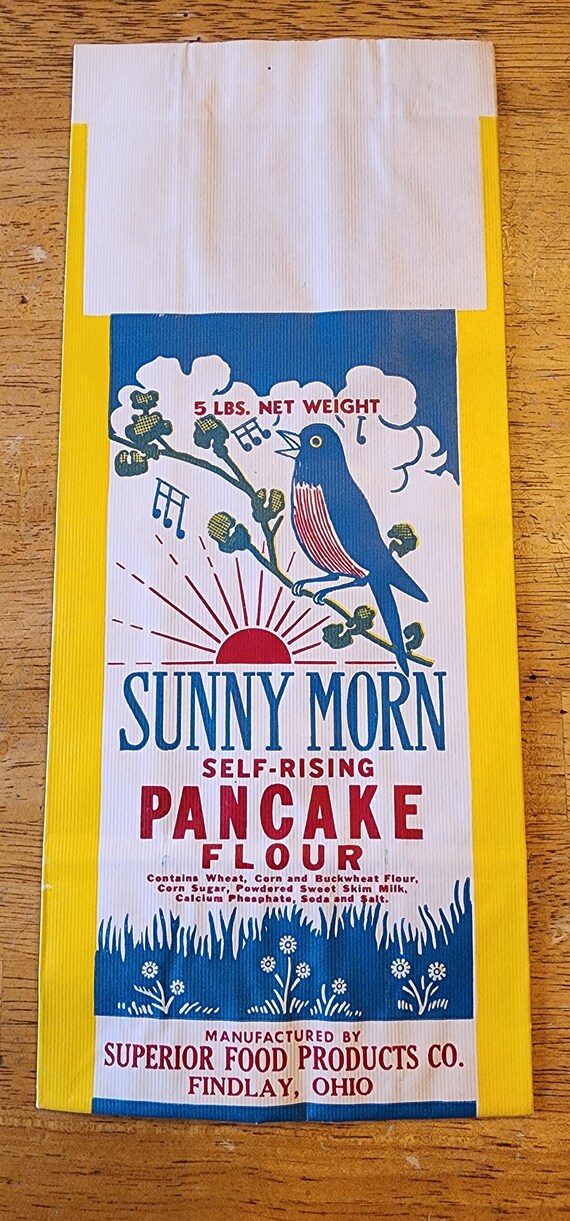 5 LBS. NET WEIGHT
SUNNY MORN
SELF-RISING
PANCAKE
FLOUR
Contains Wheat, Corn and Buckwheat Flour,
Corn Sugar, Powdered Sweet Skim Milk,
Calcium Phosphate, Soda and Salt.
MANUFACTURED BY
SUPERIOR FOOD PRODUCTS CO.
FINDLAY, OHIO